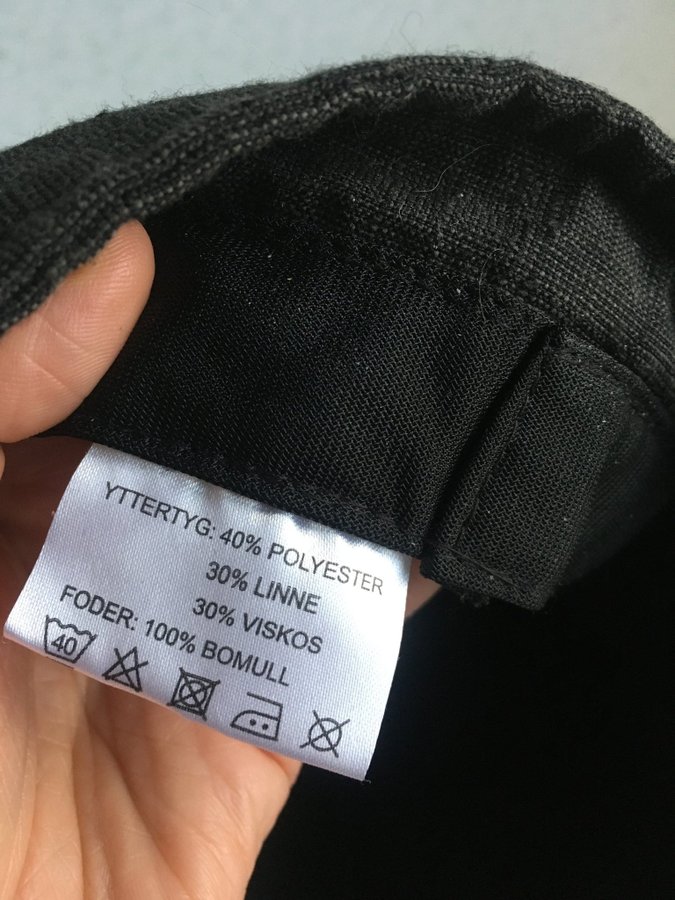 YTTERTYG: 40% POLYESTER
30% LINNE
30% VISKOS
FODER: 100% BOMULL
40